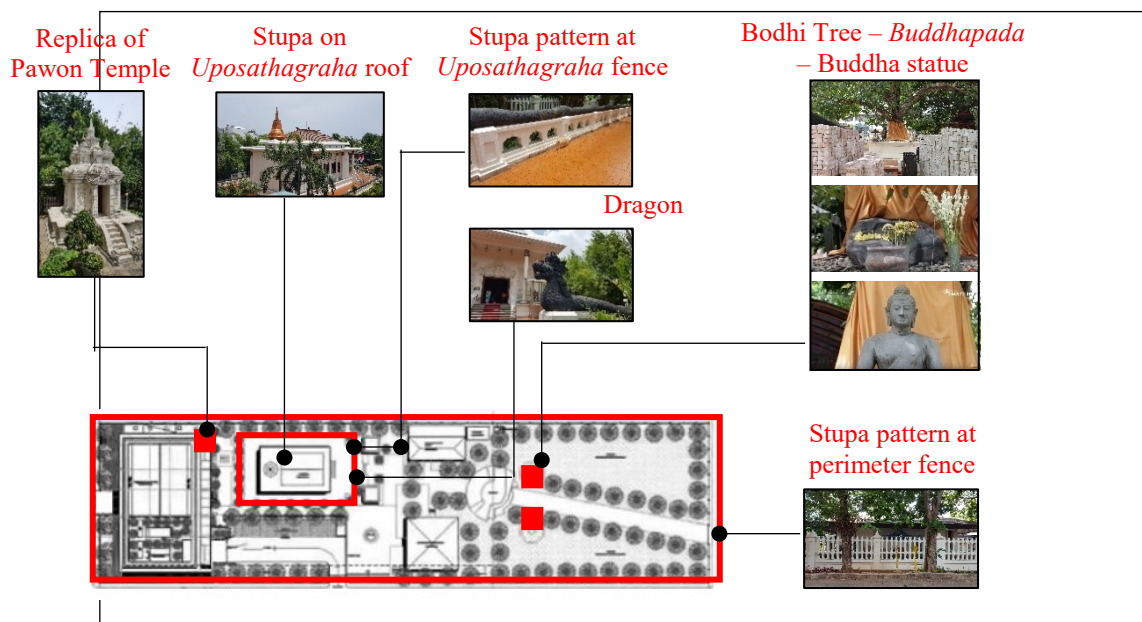 Replica of
Pawon Temple
Stupa on
Uposathagraha roof
Stupa pattern at
Uposathagraha fence
Bodhi Tree – Buddhapada
– Buddha statue
Dragon
Stupa pattern at
perimeter fence